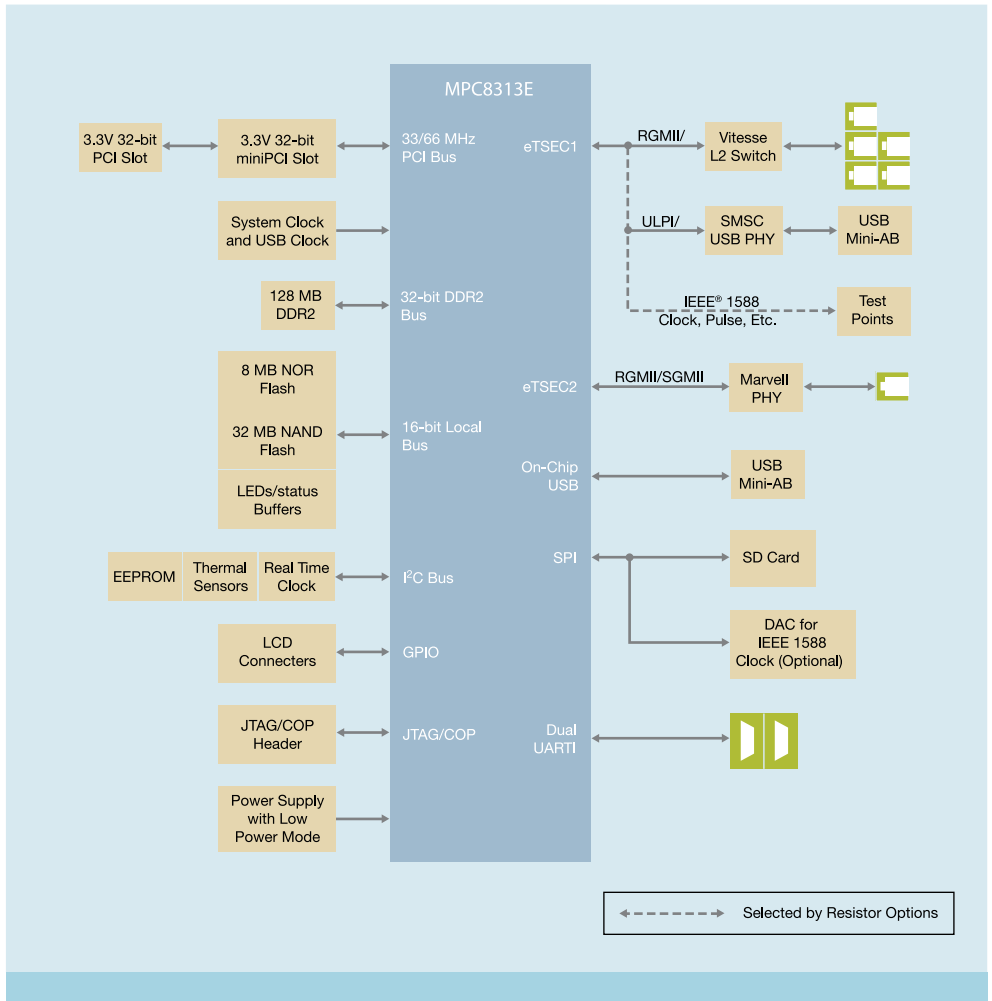 MPC8313E
3.3V 32-bit
PCI Slot
3.3V 32-bit
miniPCI Slot
33/66 MHz
PCI Bus
System Clock
and USB Clock
128 MB
DDR2
32-bit DDR2
Bus
8 MB NOR
Flash
32 MB NAND
Flash
LEDs/status
Buffers
16-bit Local
Bus
EEPROM
Thermal
Sensors
Real Time
Clock
I²C Bus
LCD
Connecters
GPIO
JTAG/COP
Header
JTAG/COP
Power Supply
with Low
Power Mode
eTSEC1
RGMII/
Vitesse
L2 Switch
ULPI/
SMSC
USB PHY
USB
Mini-AB
IEEE® 1588
Clock, Pulse, Etc.
Test
Points
eTSEC2
RGMII/SGMII
Marvell
PHY
On-Chip
USB
USB
Mini-AB
SPI
SD Card
DAC for
IEEE 1588
Clock (Optional)
Dual
UARTI
Selected by Resistor Options